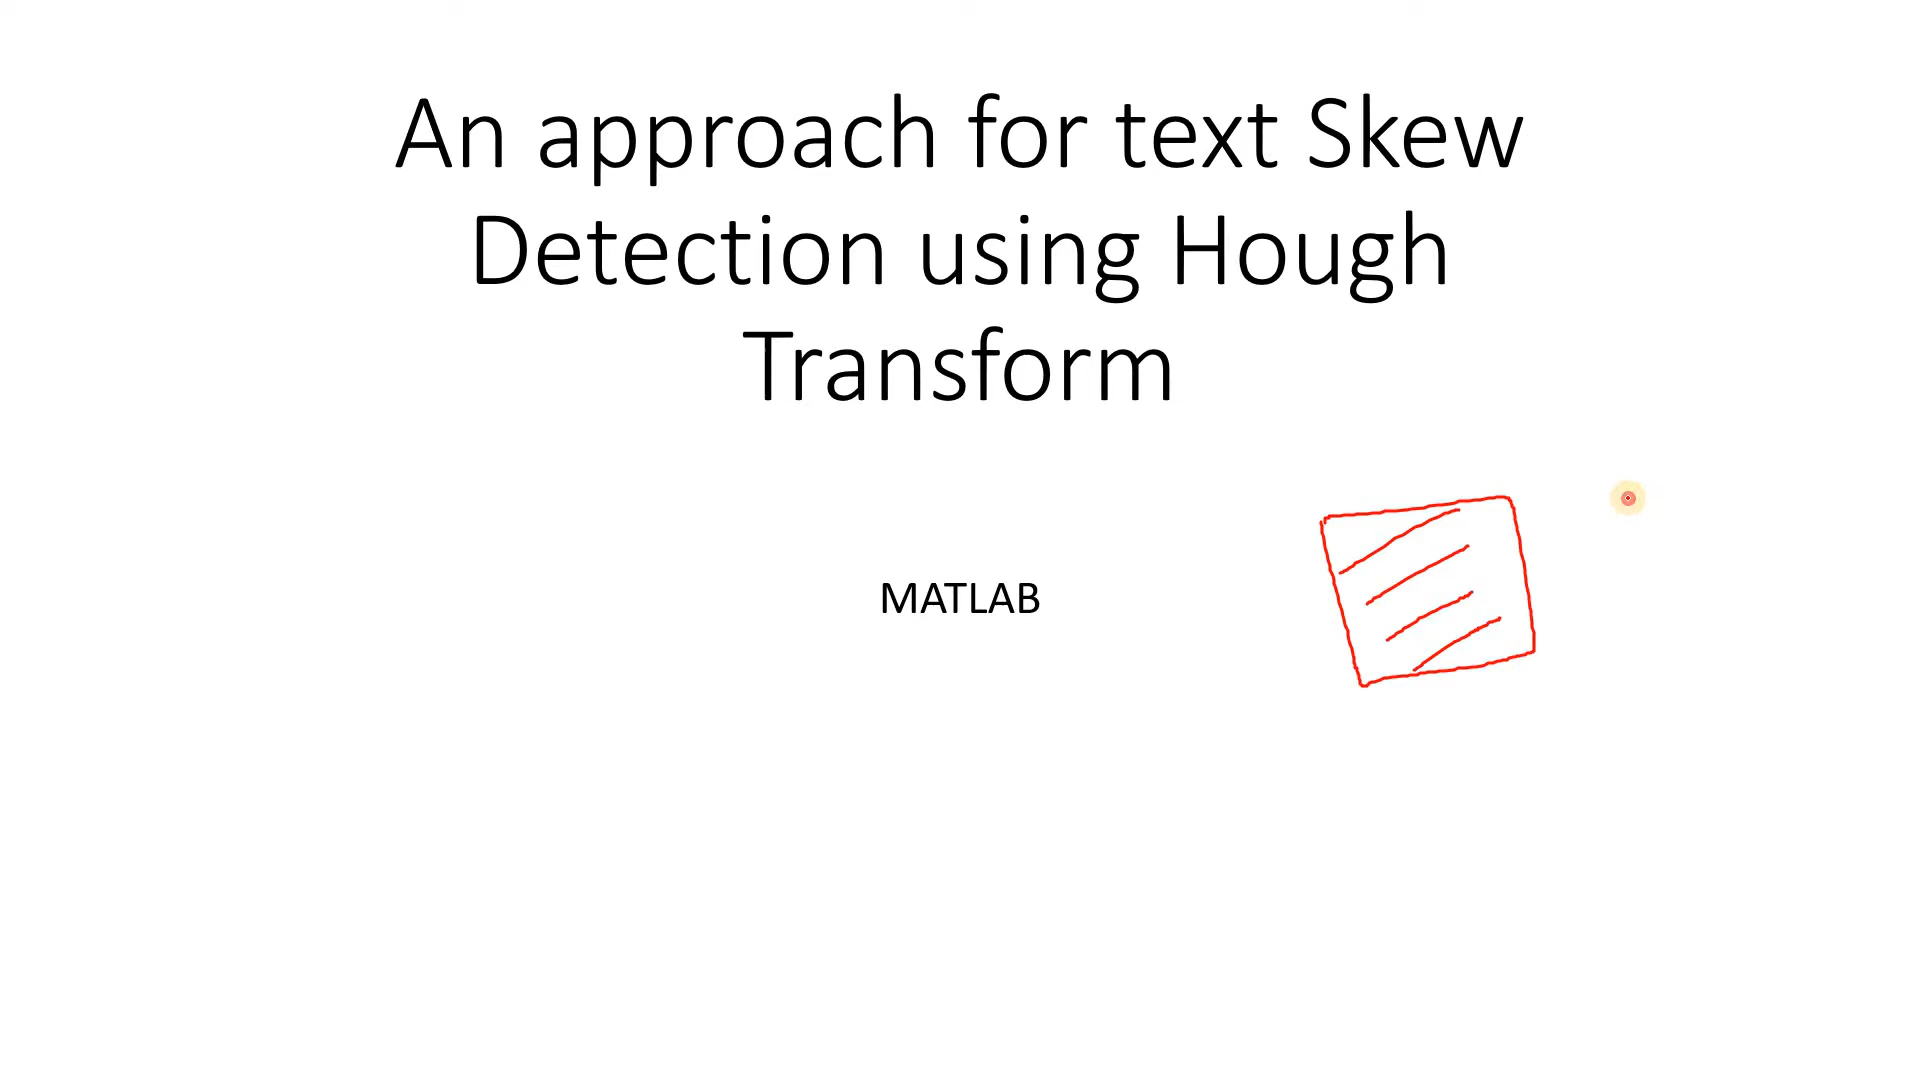 An approach for text Skew
Detection using Hough
Transform
MATLAB